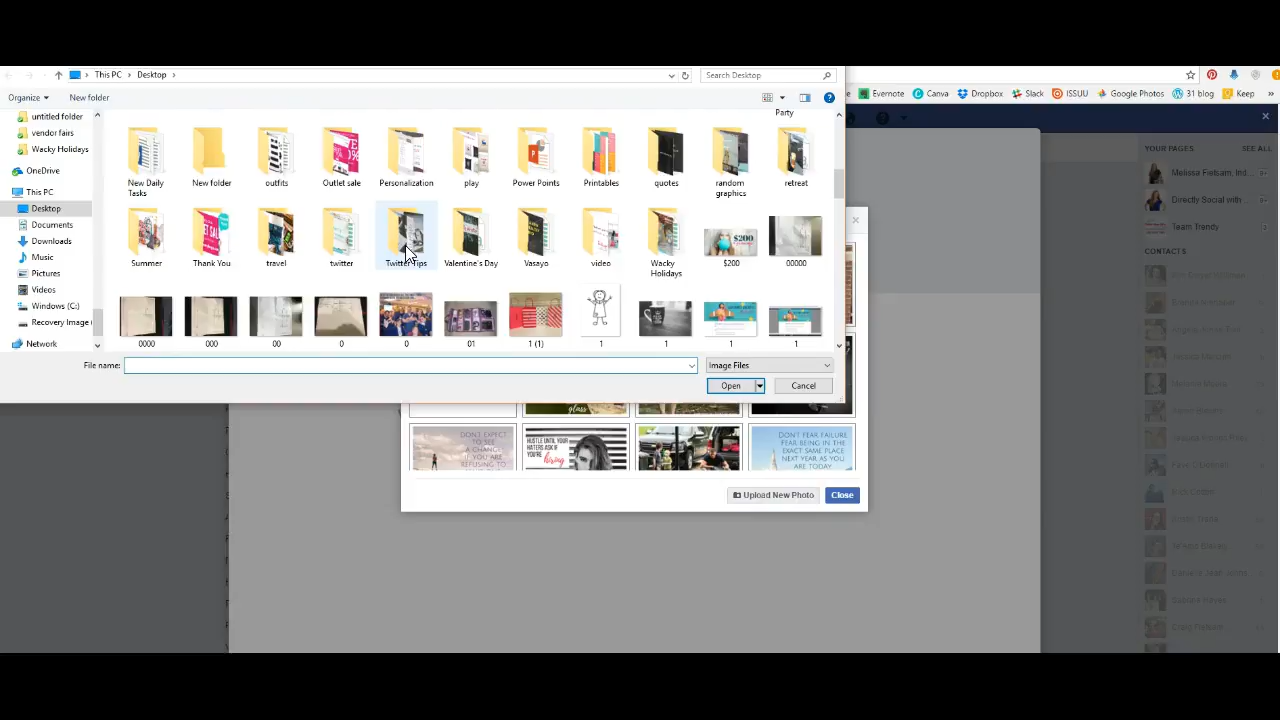 This PC > Desktop >
Search Desktop
Organize
New folder
Evernote
Canva
Dropbox
Slack
ISSUU
Google Photos
31 blog
Keep
»
untitled folder
vendor fairs
Wacky Holidays
OneDrive
This PC
Desktop
Documents
Downloads
Music
Pictures
Videos
Windows (C:)
Recovery Image
Network
Party
New Daily Tasks
New folder
outfits
Outlet sale
Personalization
play
Power Points
Printables
quotes
random graphics
retreat
Summer
Thank You
travel
twitter
Twitter Tips
Valentine's Day
Vasayo
video
Wacky Holidays
$200
00000
0000
000
00
0
0
01
1 (1)
1
1
1
1
File name:
Image Files
Open
Cancel
glass
DON'T EXPECT
TO SEE
A CHANGE
IF YOU ARE
REFUSING TO
HUSTLE UNTIL YOUR
HATERS ASK IF
YOU'RE
hiring
DON'T FEAR FAILURE
FEAR BEING IN THE
EXACT SAME PLACE
NEXT YEAR AS YOU
ARE TODAY
Upload New Photo
Close
YOUR PAGES
SEE ALL
Melissa Fietsam, Ind...
Directly Social with ...
Team Trendy
CONTACTS